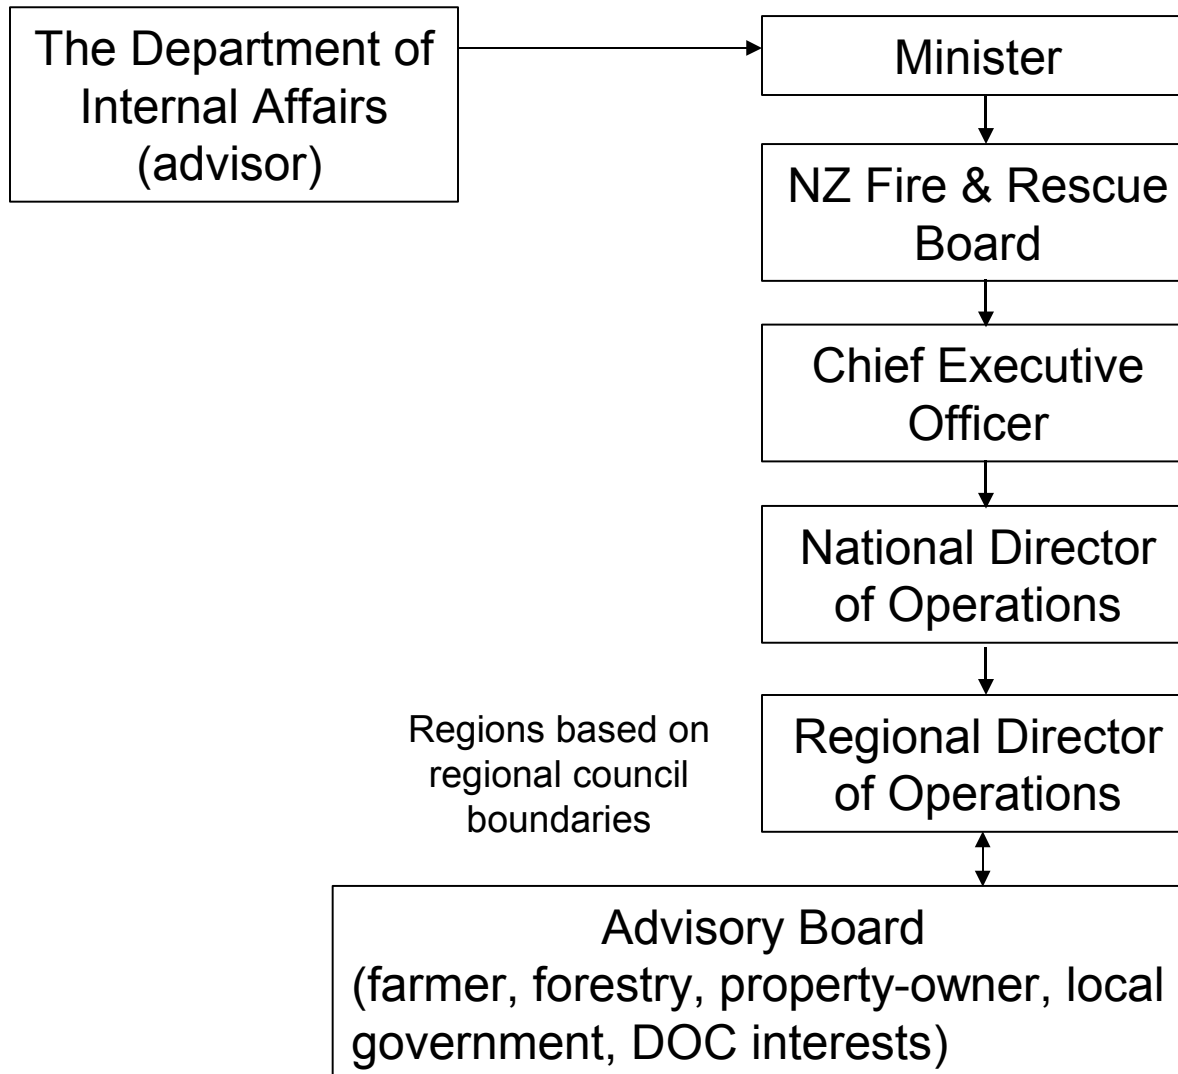 The Department of
Internal Affairs
(advisor)
Minister
NZ Fire & Rescue
Board
Chief Executive
Officer
National Director
of Operations
Regions based on
regional council
boundaries
Regional Director
of Operations
Advisory Board
(farmer, forestry, property-owner, local
government, DOC interests)